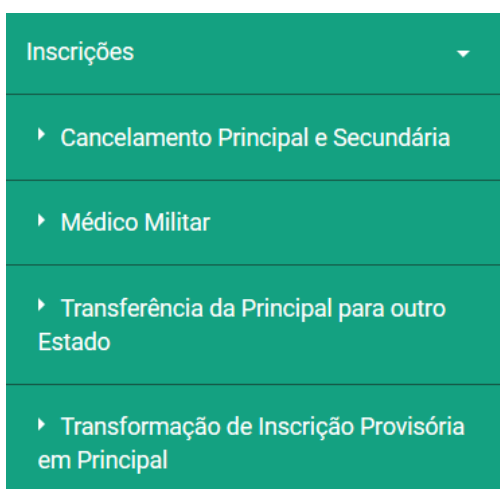 Inscrições
Cancelamento Principal e Secundária
Médico Militar
Transferência da Principal para outro
Estado
Transformação de Inscrição Provisória
em Principal